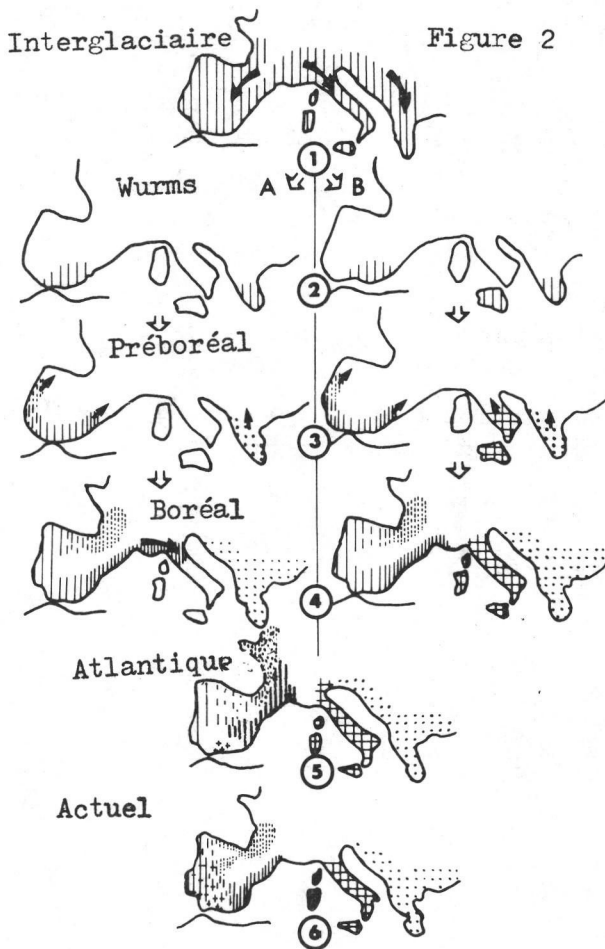 Interglaciaire
Figure 2
1
Wurms
A B
2
Préboréal
3
Boréal
4
Atlantique
5
Actuel
6